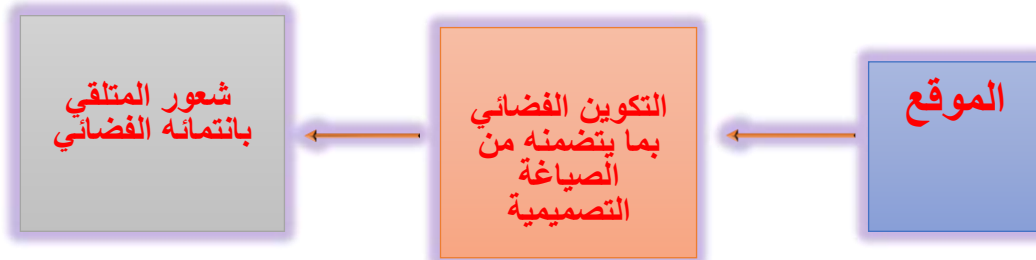 الموقع
التكوين الفضائي
بما يتضمنه من
الصياغة
التصميمية
شعور المتلقي
بانتمائه الفضائي